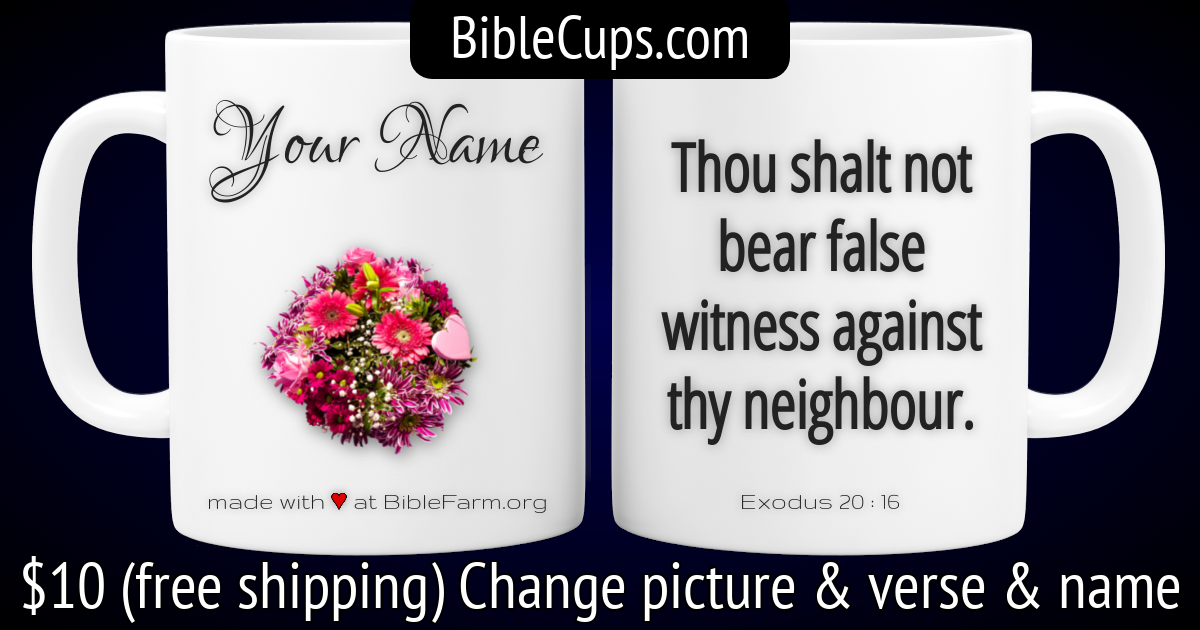 BibleCups.com
Your Name
made with ♥ at BibleFarm.org
Thou shalt not
bear false
witness against
thy neighbour.
Exodus 20 : 16
$10 (free shipping) Change picture & verse & name